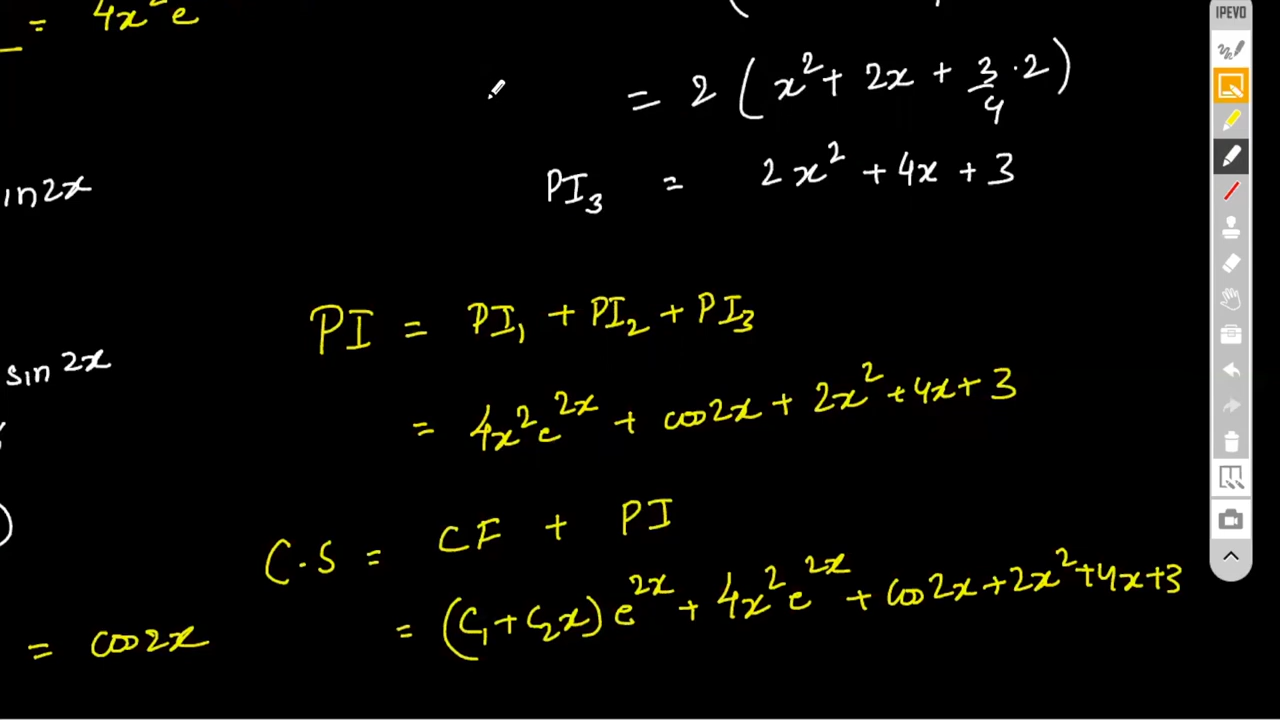 = 4x²e
= 2 ( x² + 2x + 3/4 · 2 )
PI₃ = 2x² + 4x + 3
in2x
PI = PI₁ + PI₂ + PI₃
sin 2x
= 4x²e^2x + cos2x + 2x² + 4x + 3
C.S = CF + PI
= (C₁ + C₂x) e^2x + 4x²e^2x + cos2x + 2x² + 4x + 3
= cos2x
IPEVO